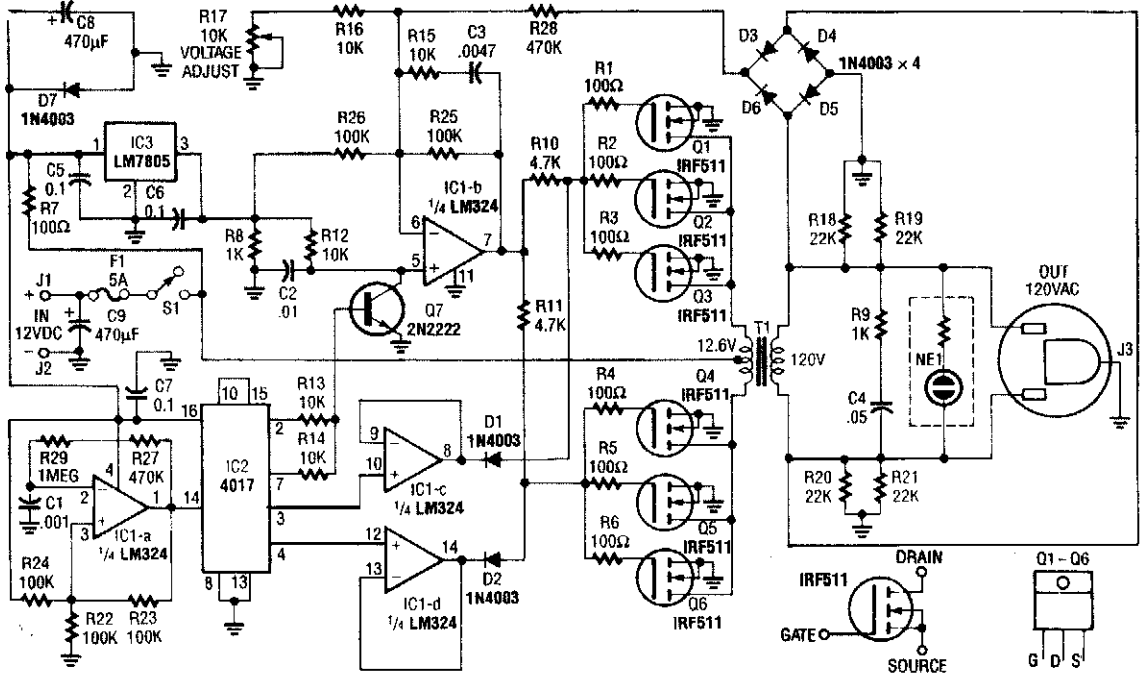 C8
470µF
D7
1N4003
R17
10K
VOLTAGE
ADJUST
R16
10K
R15
10K
C3
.0047
R28
470K
D3
D4
D6
D5
1N4003 × 4
1
IC3
LM7805
3
2
C5
0.1
C6
0.1
R7
100Ω
R26
100K
R25
100K
R10
4.7K
R1
100Ω
Q1
IRF511
R2
100Ω
Q2
IRF511
R3
100Ω
Q3
IRF511
IC1-b
1/4 LM324
6
−
5
+
7
11
R8
1K
R12
10K
C2
.01
Q7
2N2222
R11
4.7K
J1
+
IN
12VDC
−
J2
F1
5A
S1
+
C9
470µF
R18
22K
R19
22K
R9
1K
C4
.05
NE1
OUT
120VAC
J3
12.6V
T1
120V
C7
0.1
16
10
15
2
7
3
4
14
8
13
IC2
4017
R13
10K
R14
10K
R29
1MEG
R27
470K
4
2
−
3
+
1
C1
.001
IC1-a
1/4 LM324
R24
100K
R22
100K
R23
100K
9
−
10
+
8
IC1-c
1/4 LM324
D1
1N4003
12
+
13
−
14
IC1-d
1/4 LM324
D2
1N4003
R4
100Ω
Q4
IRF511
R5
100Ω
Q5
IRF511
R6
100Ω
Q6
IRF511
R20
22K
R21
22K
IRF511
DRAIN
GATE
SOURCE
Q1 – Q6
G D S